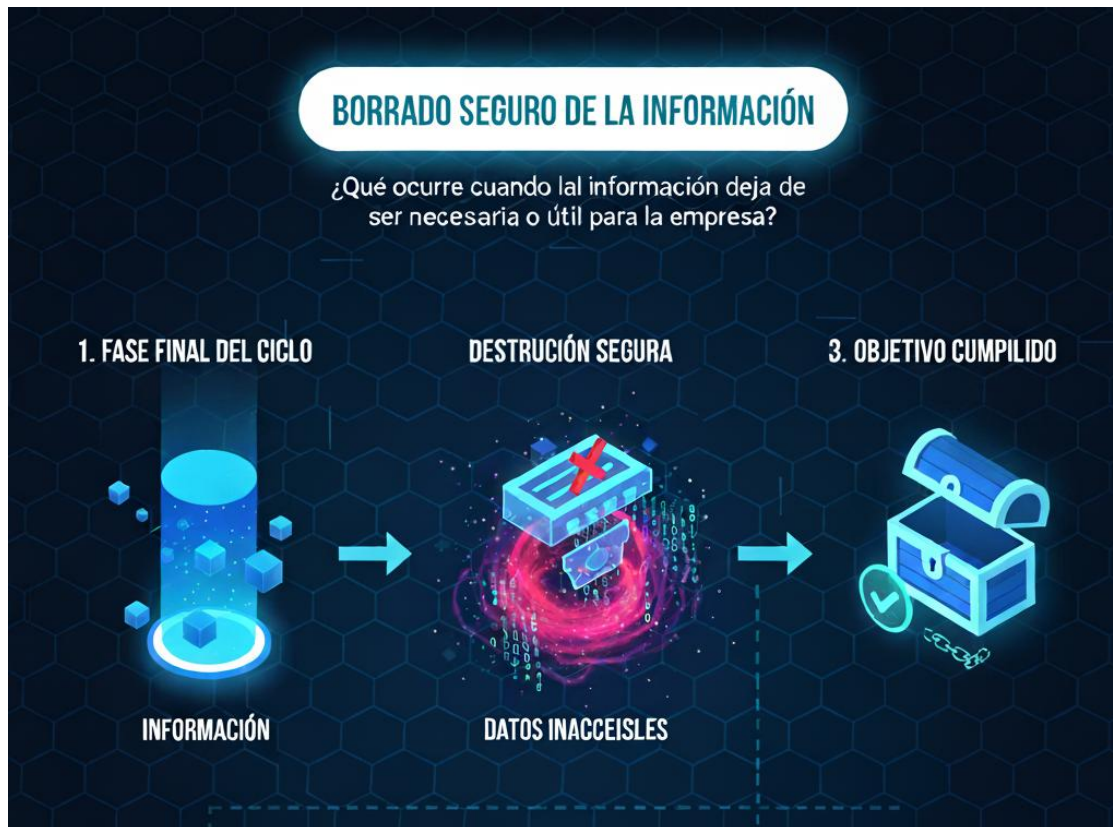 BORRADO SEGURO DE LA INFORMACIÓN
¿Qué ocurre cuando lal información deja de
ser necesaria o útil para la empresa?
1. FASE FINAL DEL CICLO
DESTRUCIÓN SEGURA
3. OBJETIVO CUMPILIDO
INFORMACIÓN
DATOS INACCEISLES